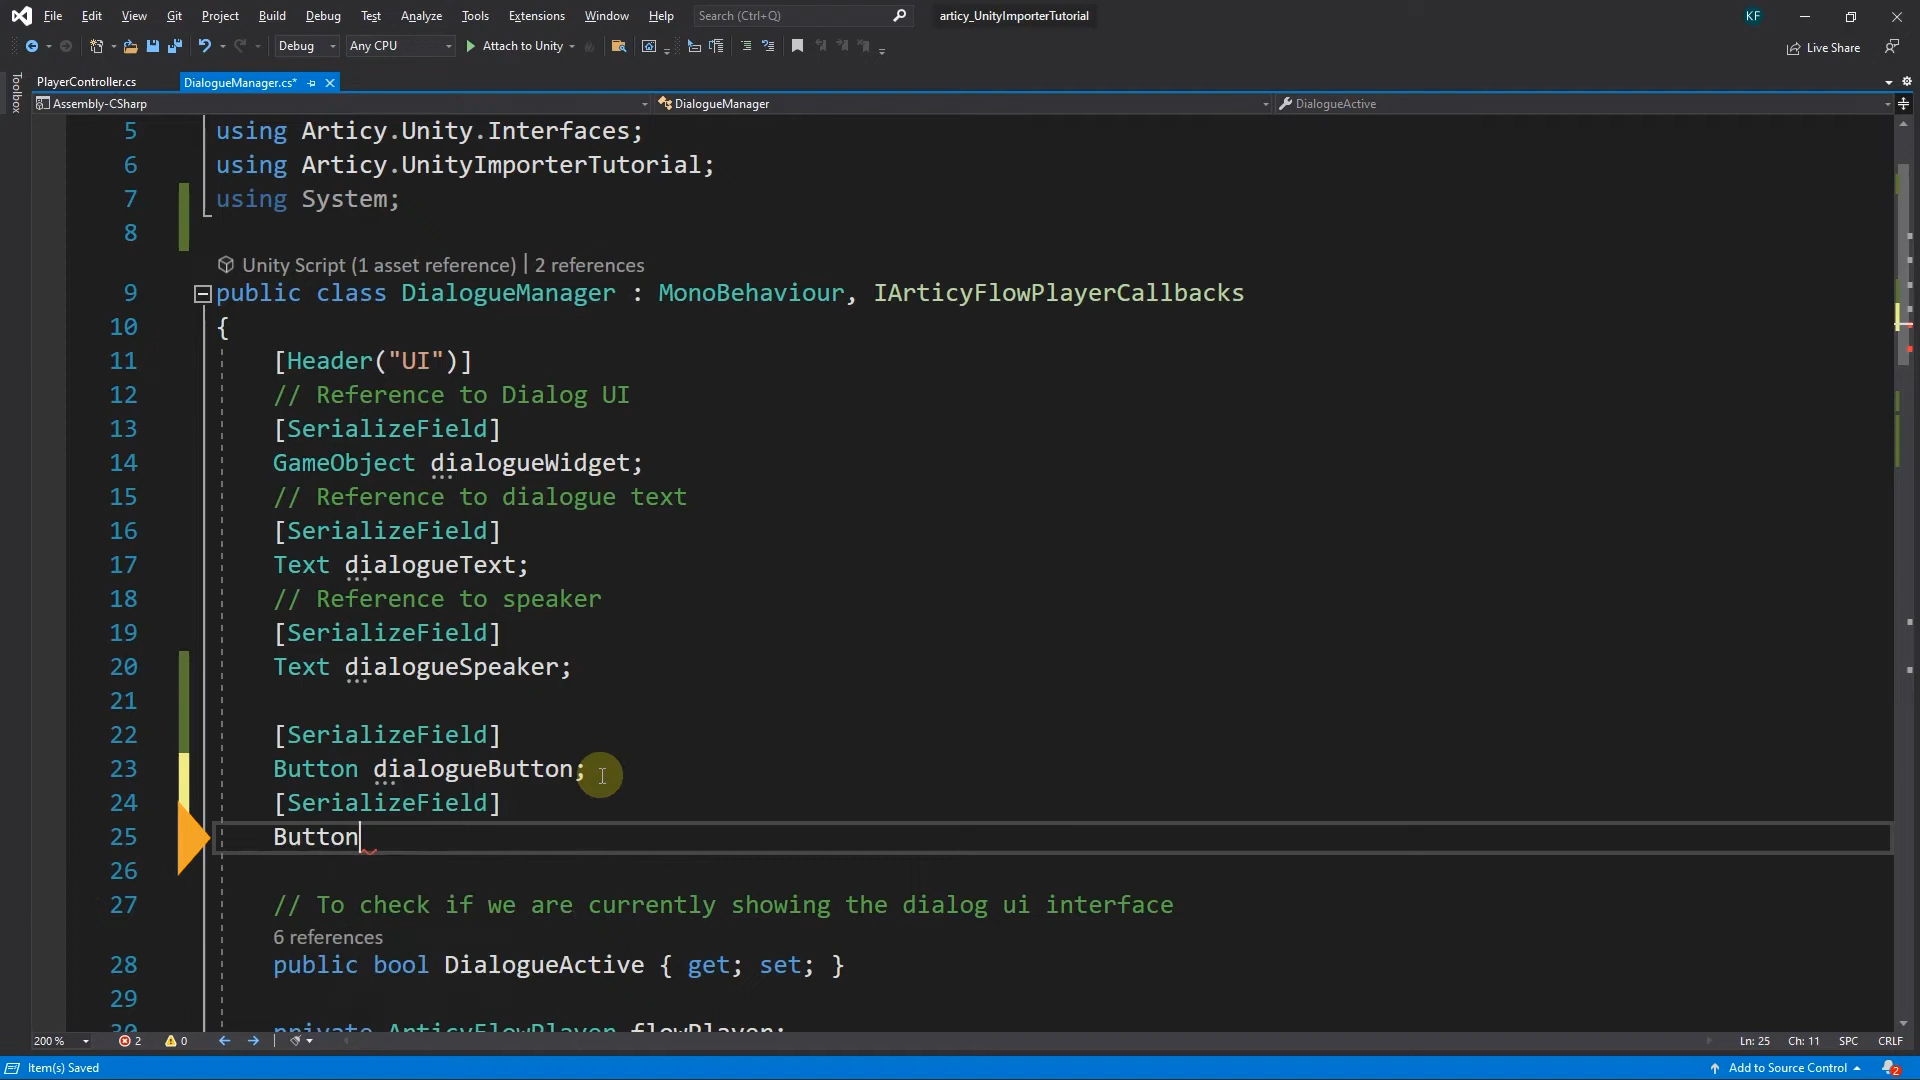 File Edit View Git Project Build Debug Test Analyze Tools Extensions Window Help Search (Ctrl+Q) articy_UnityImporterTutorial KF
Debug Any CPU Attach to Unity Live Share
Toolbox
PlayerController.cs DialogueManager.cs*
Assembly-CSharp DialogueManager DialogueActive
5 using Articy.Unity.Interfaces;
6 using Articy.UnityImporterTutorial;
7 using System;
8
Unity Script (1 asset reference) | 2 references
9 public class DialogueManager : MonoBehaviour, IArticyFlowPlayerCallbacks
10 {
11 [Header("UI")]
12 // Reference to Dialog UI
13 [SerializeField]
14 GameObject dialogueWidget;
15 // Reference to dialogue text
16 [SerializeField]
17 Text dialogueText;
18 // Reference to speaker
19 [SerializeField]
20 Text dialogueSpeaker;
21
22 [SerializeField]
23 Button dialogueButton;
24 [SerializeField]
25 Button
26
27 // To check if we are currently showing the dialog ui interface
6 references
28 public bool DialogueActive { get; set; }
29
30 private ArticyFlowPlayer flowPlayer;
200 % 2 0 Ln: 25 Ch: 11 SPC CRLF
Item(s) Saved Add to Source Control 2